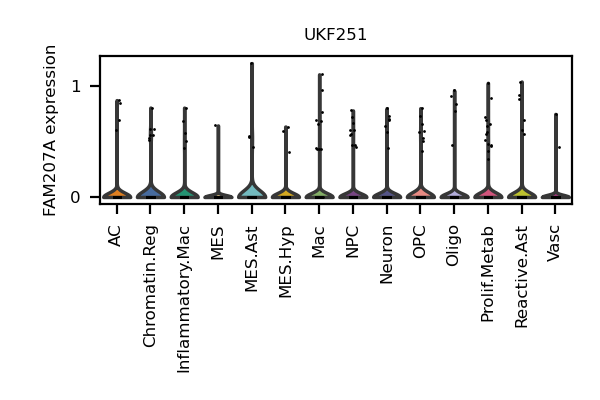 UKF251
FAM207A expression
1
0
AC
Chromatin.Reg
Inflammatory.Mac
MES
MES.Ast
MES.Hyp
Mac
NPC
Neuron
OPC
Oligo
Prolif.Metab
Reactive.Ast
Vasc